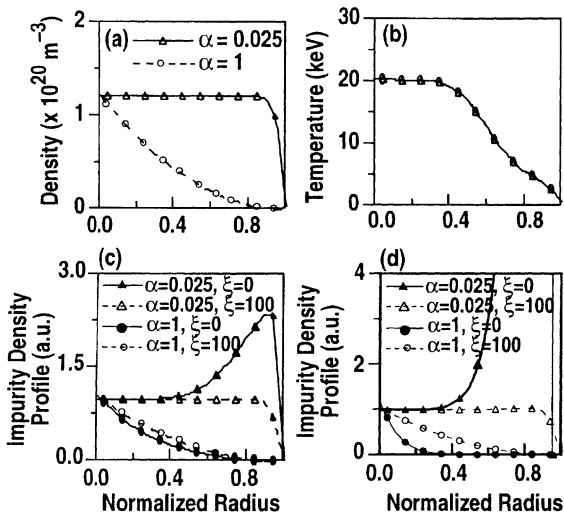 (a)
α = 0.025
α = 1
Density (x 10²⁰ m⁻³)
2
1
0
0.0 0.4 0.8
(b)
Temperature (keV)
30
20
10
0
0.0 0.4 0.8
(c)
α=0.025, ξ=0
α=0.025, ξ=100
α=1, ξ=0
α=1, ξ=100
Impurity Density
Profile (a.u.)
3.0
1.5
0.0
0.0 0.4 0.8
Normalized Radius
(d)
α=0.025, ξ=0
α=0.025, ξ=100
α=1, ξ=0
α=1, ξ=100
Impurity Density
Profile (a.u.)
4
2
0
0.0 0.4 0.8
Normalized Radius